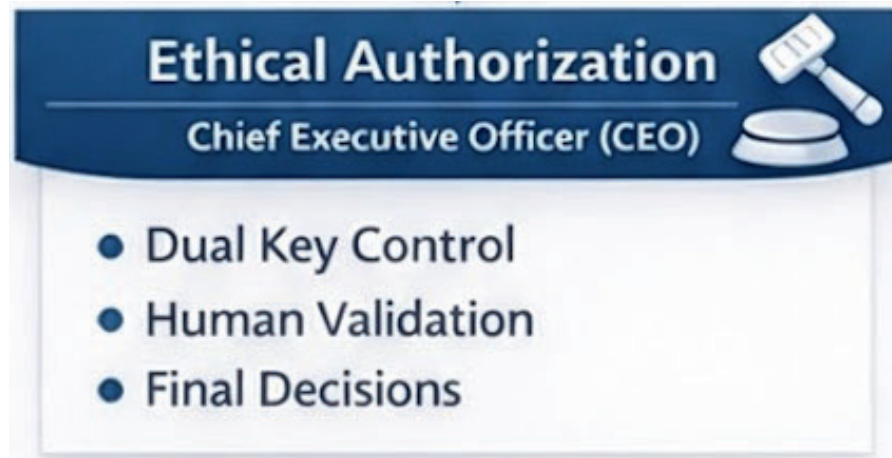 Ethical Authorization
Chief Executive Officer (CEO)
• Dual Key Control
• Human Validation
• Final Decisions